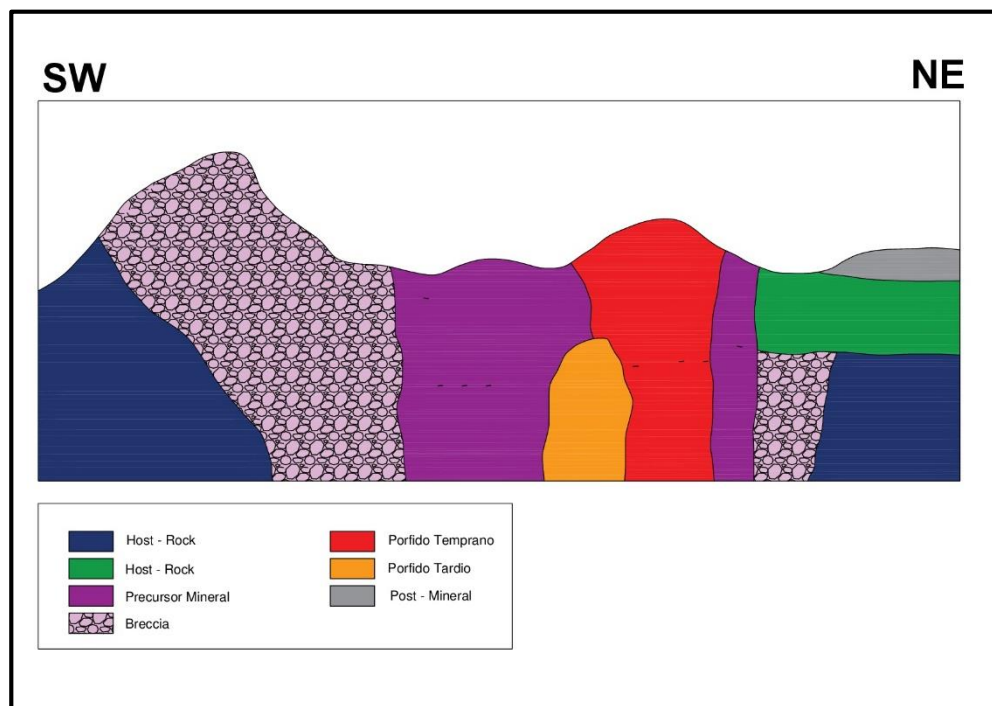 SW
NE
Host - Rock
Host - Rock
Precursor Mineral
Breccia
Porfido Temprano
Porfido Tardio
Post - Mineral